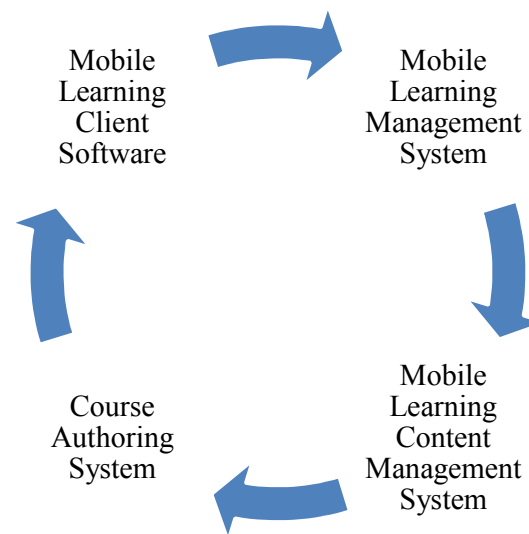 Mobile
Learning
Client
Software
Mobile
Learning
Management
System
Mobile
Learning
Content
Management
System
Course
Authoring
System